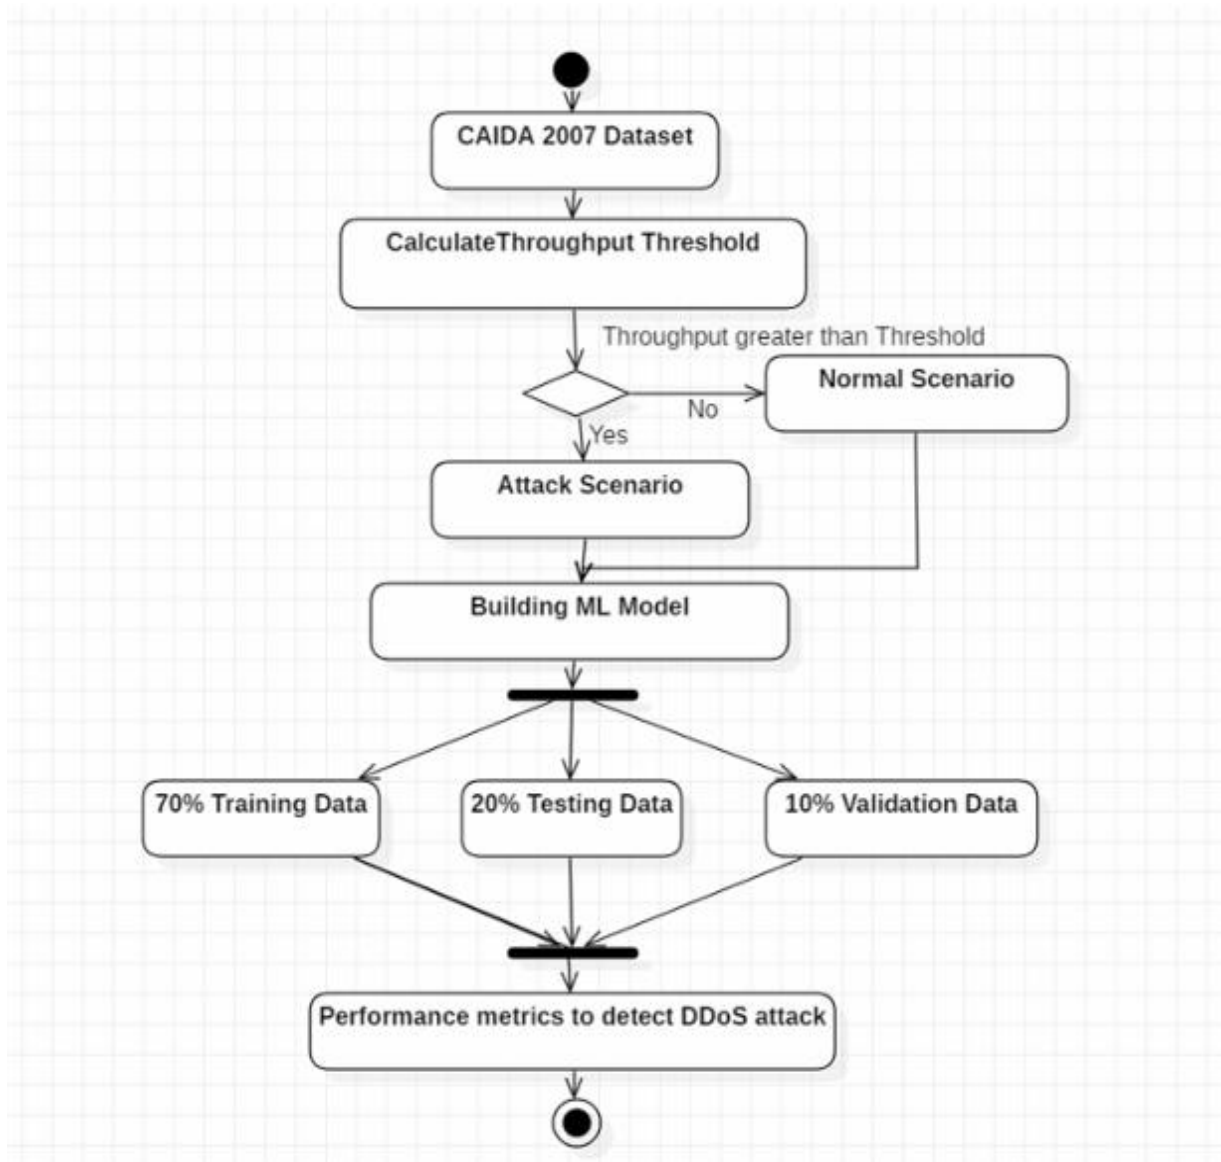 CAIDA 2007 Dataset
CalculateThroughput Threshold
Throughput greater than Threshold
Normal Scenario
No
Yes
Attack Scenario
Building ML Model
70% Training Data
20% Testing Data
10% Validation Data
Performance metrics to detect DDoS attack